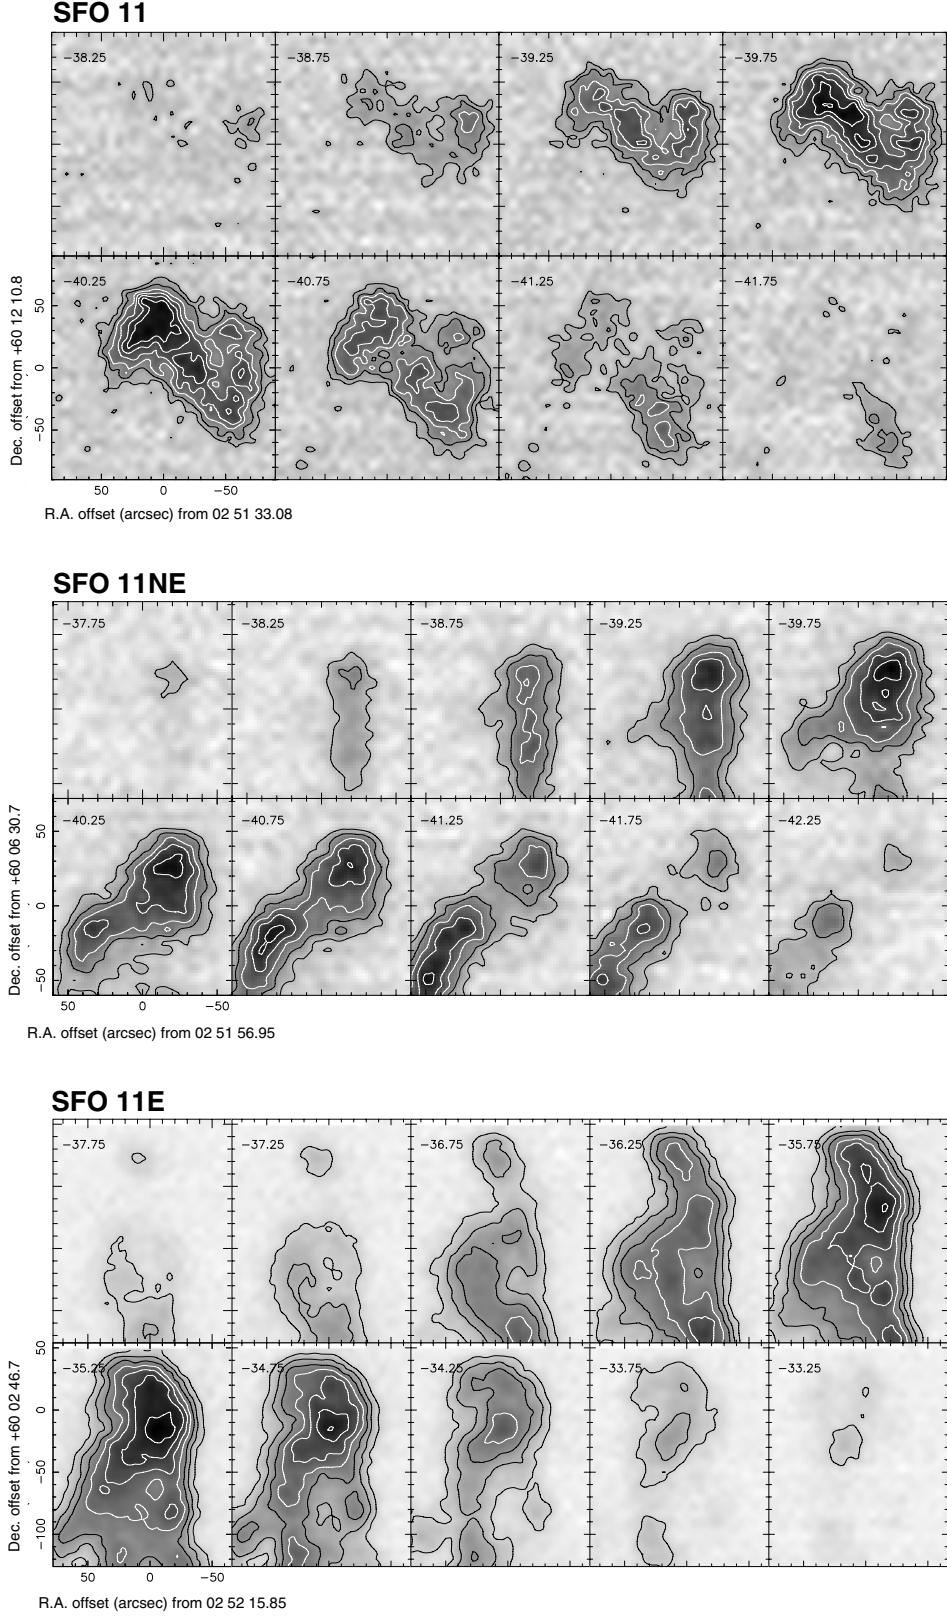 SFO 11
−38.25 −38.75 −39.25 −39.75
−40.25 −40.75 −41.25 −41.75
Dec. offset from +60 12 10.8
50
0
−50
50 0 −50
R.A. offset (arcsec) from 02 51 33.08
SFO 11NE
−37.75 −38.25 −38.75 −39.25 −39.75
−40.25 −40.75 −41.25 −41.75 −42.25
Dec. offset from +60 06 30.7
50
0
−50
50 0 −50
R.A. offset (arcsec) from 02 51 56.95
SFO 11E
−37.75 −37.25 −36.75 −36.25 −35.75
−35.25 −34.75 −34.25 −33.75 −33.25
Dec. offset from +60 02 46.7
50
0
−50
−100
50 0 −50
R.A. offset (arcsec) from 02 52 15.85